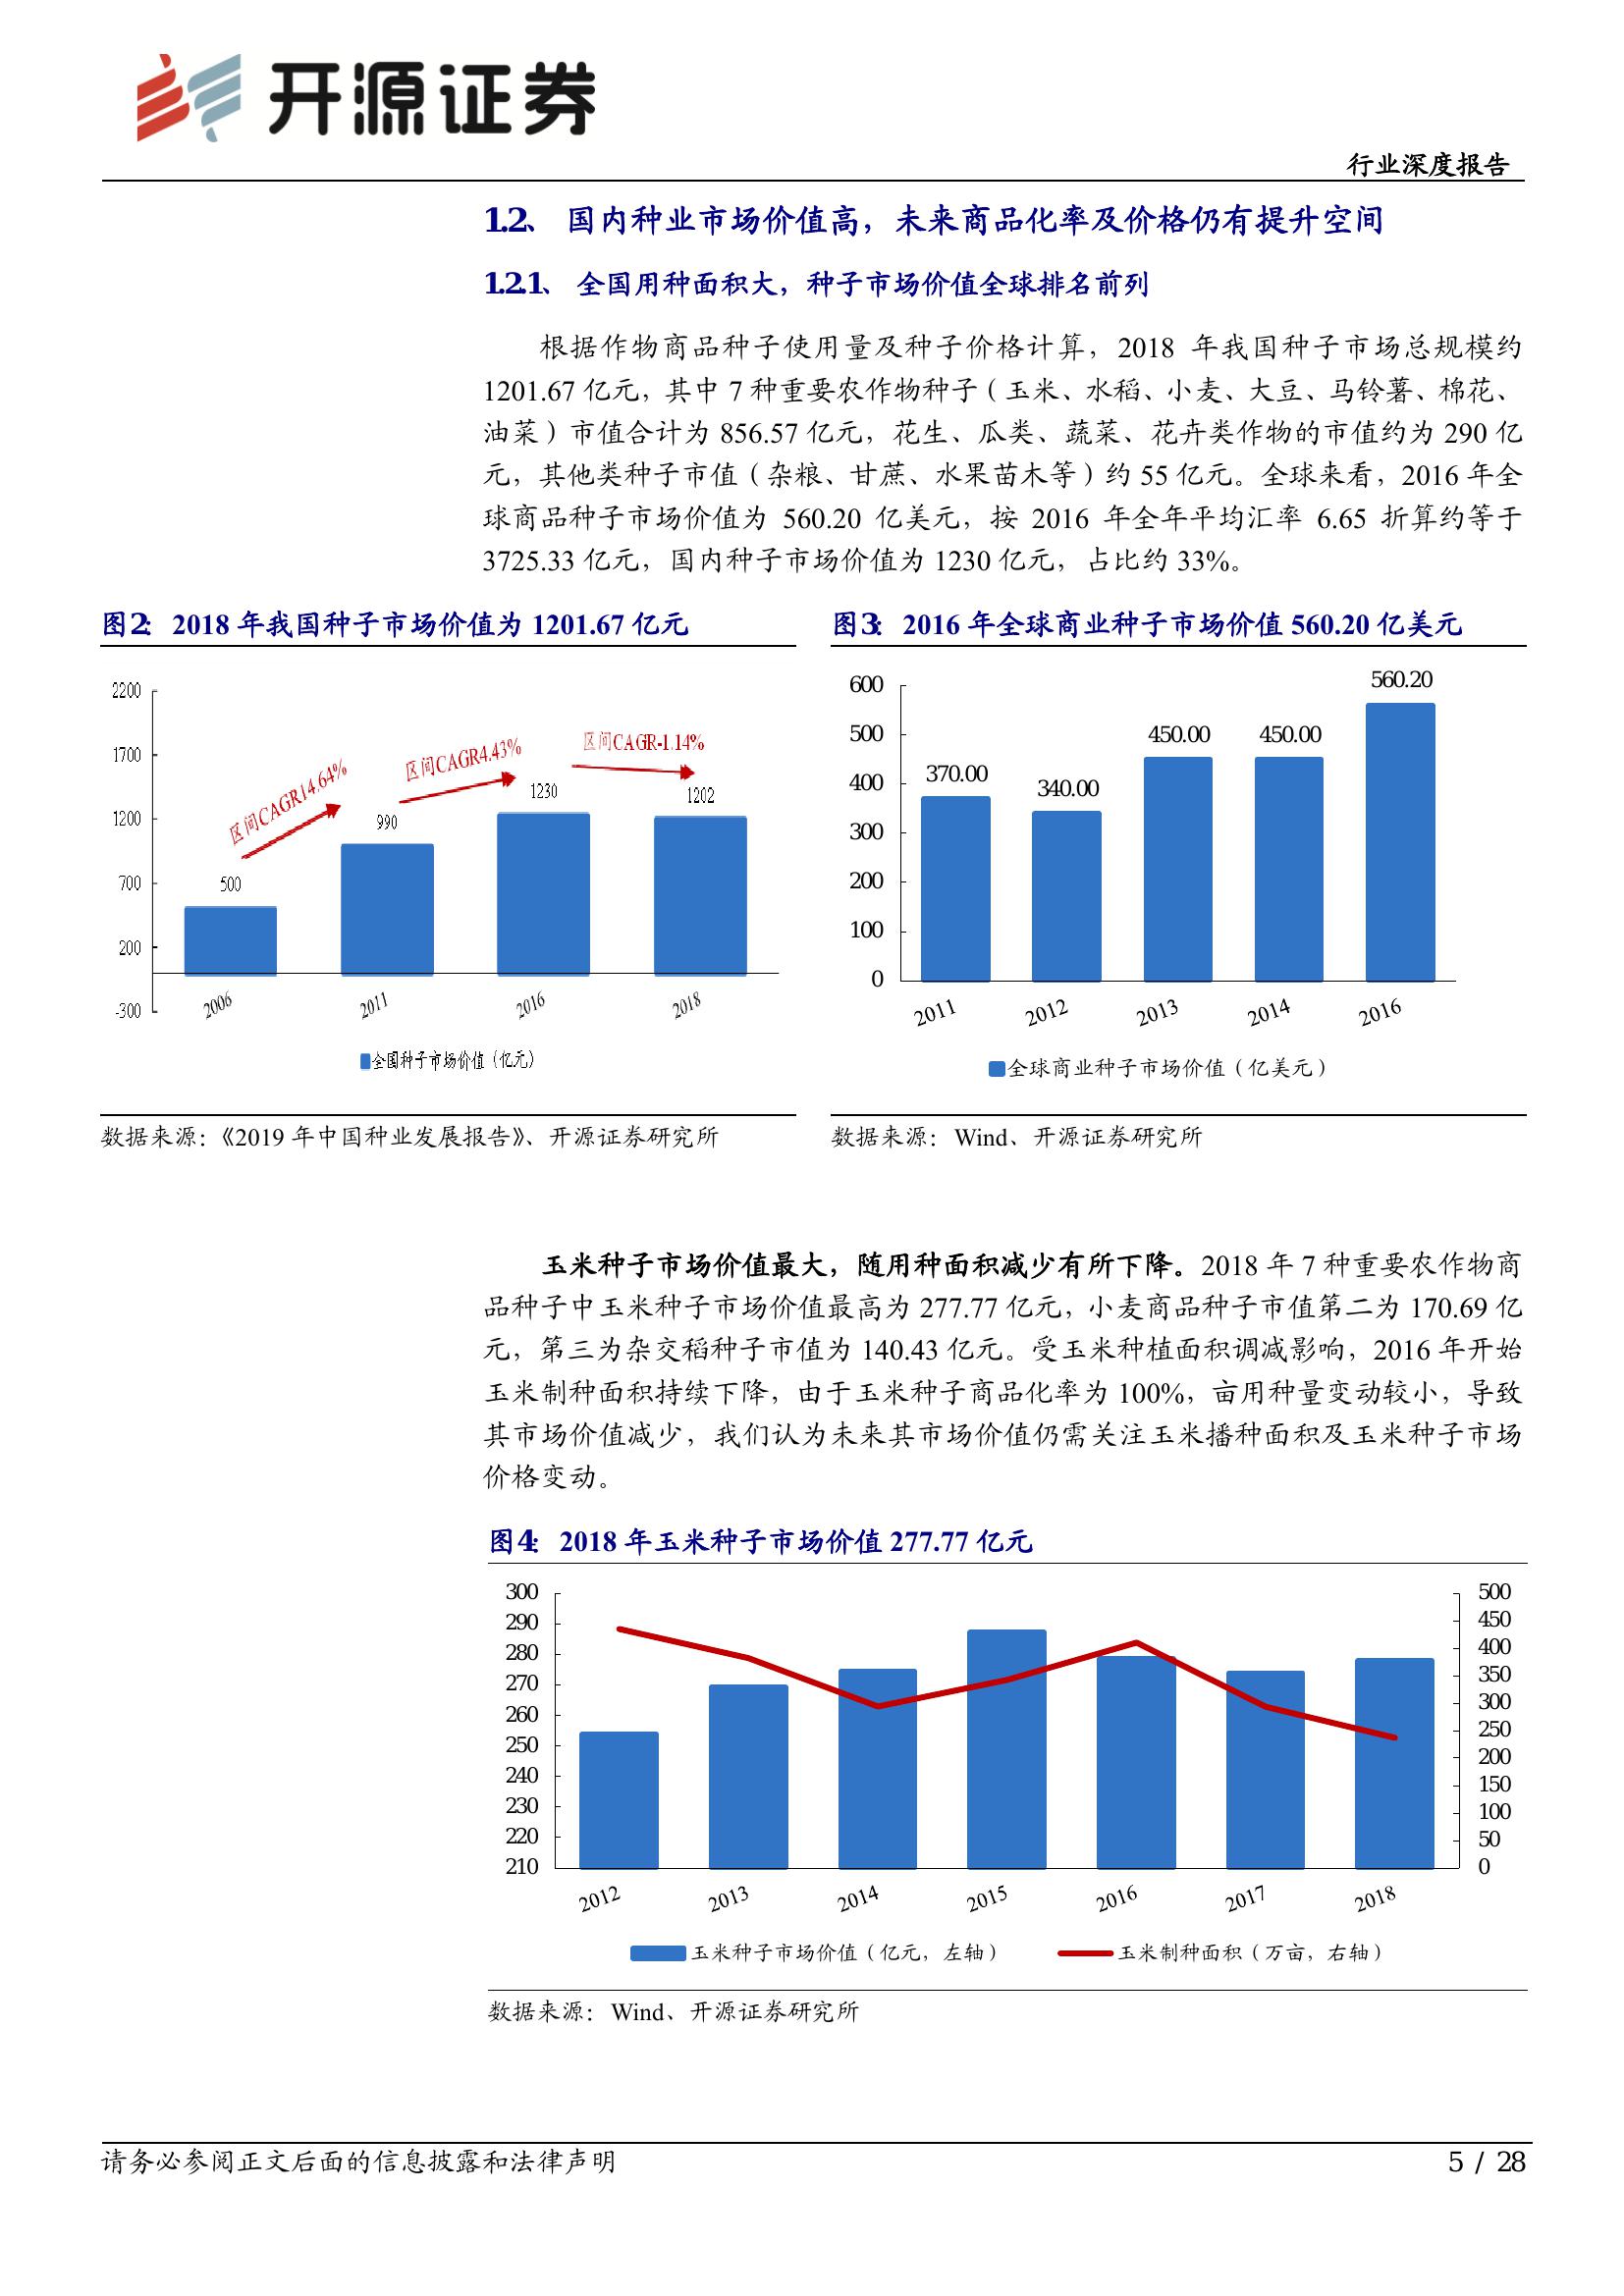 开源证券
行业深度报告
1.2、 国内种业市场价值高，未来商品化率及价格仍有提升空间
1.2.1、 全国用种面积大，种子市场价值全球排名前列
根据作物商品种子使用量及种子价格计算，2018 年我国种子市场总规模约
1201.67 亿元，其中 7 种重要农作物种子（玉米、水稻、小麦、大豆、马铃薯、棉花、
油菜）市值合计为 856.57 亿元，花生、瓜类、蔬菜、花卉类作物的市值约为 290 亿
元，其他类种子市值（杂粮、甘蔗、水果苗木等）约 55 亿元。全球来看，2016 年全
球商品种子市场价值为 560.20 亿美元，按 2016 年全年平均汇率 6.65 折算约等于
3725.33 亿元，国内种子市场价值为 1230 亿元，占比约 33%。
图2： 2018 年我国种子市场价值为 1201.67 亿元
2200
1700
1200
700
200
-300
区间CAGR14.64%
区间CAGR4.43%
区间CAGR-1.14%
500
990
1230
1202
2006
2011
2016
2018
全国种子市场价值（亿元）
数据来源：《2019 年中国种业发展报告》、开源证券研究所
图3： 2016 年全球商业种子市场价值 560.20 亿美元
600
500
400
300
200
100
0
370.00
340.00
450.00
450.00
560.20
2011
2012
2013
2014
2016
全球商业种子市场价值（亿美元）
数据来源：Wind、开源证券研究所
玉米种子市场价值最大，随用种面积减少有所下降。2018 年 7 种重要农作物商
品种子中玉米种子市场价值最高为 277.77 亿元，小麦商品种子市值第二为 170.69 亿
元，第三为杂交稻种子市值为 140.43 亿元。受玉米种植面积调减影响，2016 年开始
玉米制种面积持续下降，由于玉米种子商品化率为 100%，亩用种量变动较小，导致
其市场价值减少，我们认为未来其市场价值仍需关注玉米播种面积及玉米种子市场
价格变动。
图4： 2018 年玉米种子市场价值 277.77 亿元
300
290
280
270
260
250
240
230
220
210
500
450
400
350
300
250
200
150
100
50
0
2012
2013
2014
2015
2016
2017
2018
玉米种子市场价值（亿元，左轴）
玉米制种面积（万亩，右轴）
数据来源：Wind、开源证券研究所
请务必参阅正文后面的信息披露和法律声明
5 / 28